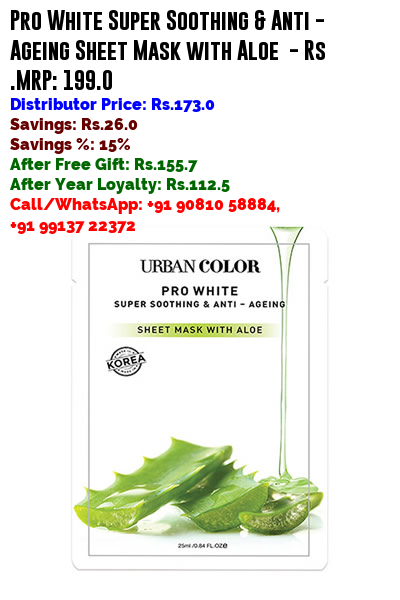 Pro White Super Soothing & Anti -
Ageing Sheet Mask with Aloe - Rs
.MRP: 199.0
Distributor Price: Rs.173.0
Savings: Rs.26.0
Savings %: 15%
After Free Gift: Rs.155.7
After Year Loyalty: Rs.112.5
Call/WhatsApp: +91 90810 58884,
+91 99137 22372
URBAN COLOR
PRO WHITE
SUPER SOOTHING & ANTI - AGEING
SHEET MASK WITH ALOE
KOREA
25ml /0.84 FL.OZ℮